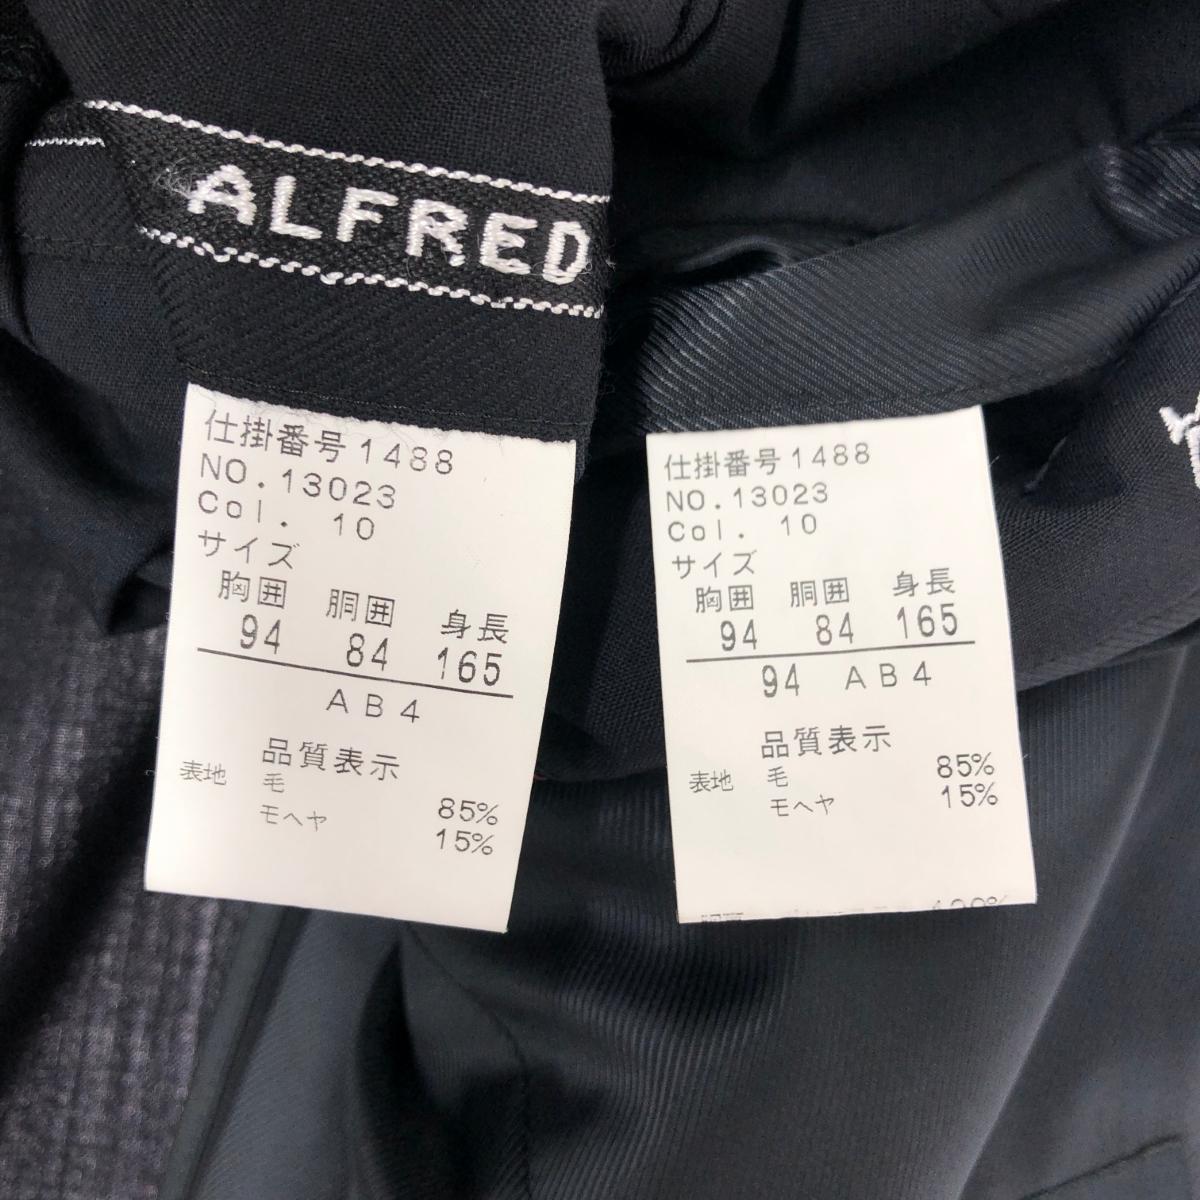 ALFRED
仕掛番号1488
NO.13023
Col. 10
サイズ
胸囲 胴囲 身長
94 84 165
AB4
品質表示
表地 毛 85%
モヘヤ 15%
仕掛番号1488
NO.13023
Col. 10
サイズ
胸囲 胴囲 身長
94 84 165
94 AB4
品質表示
表地 毛 85%
モヘヤ 15%
100%